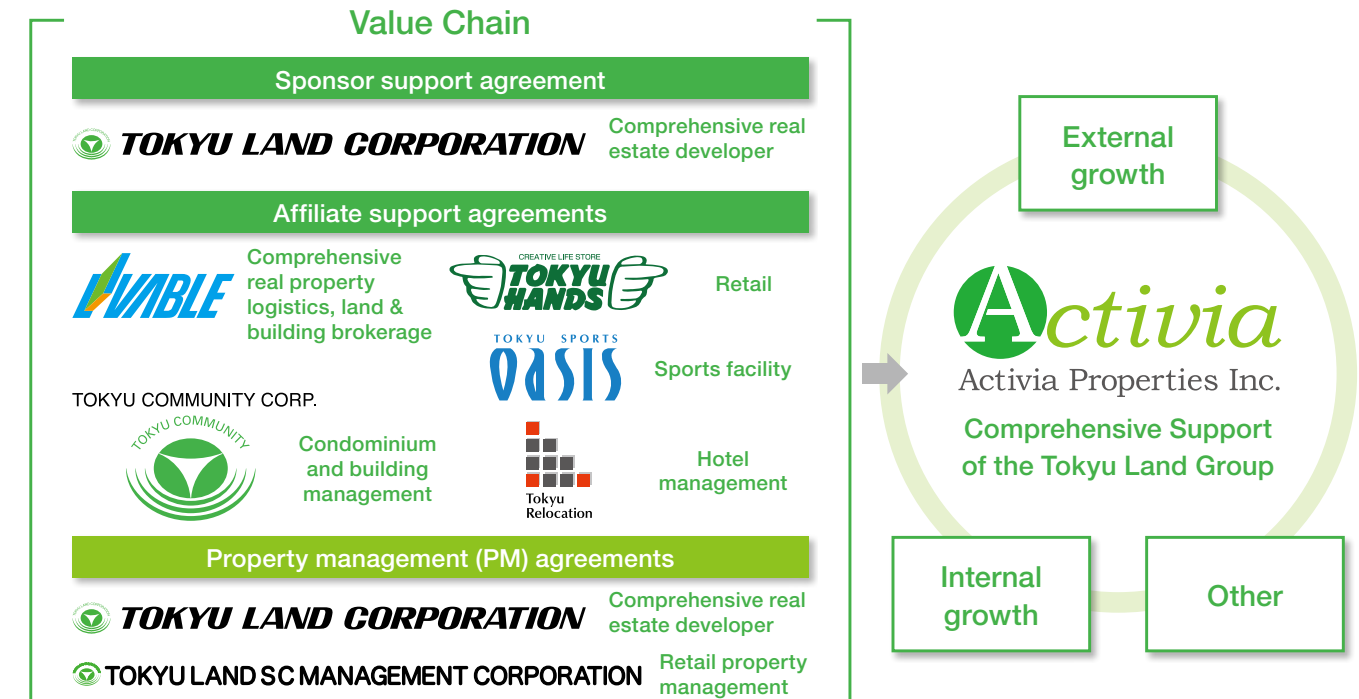 Value Chain
Sponsor support agreement
TOKYU LAND CORPORATION
Comprehensive real
estate developer
Affiliate support agreements
LIVABLE
Comprehensive
real property
logistics, land &
building brokerage
CREATIVE LIFE STORE
TOKYU
HANDS
Retail
TOKYU SPORTS
OASIS
Sports facility
TOKYU COMMUNITY CORP.
TOKYU COMMUNITY
Condominium
and building
management
Tokyu
Relocation
Hotel
management
Property management (PM) agreements
TOKYU LAND CORPORATION
Comprehensive real
estate developer
TOKYU LAND SC MANAGEMENT CORPORATION
Retail property
management
External
growth
Activia
Activia Properties Inc.
Comprehensive Support
of the Tokyu Land Group
Internal
growth
Other